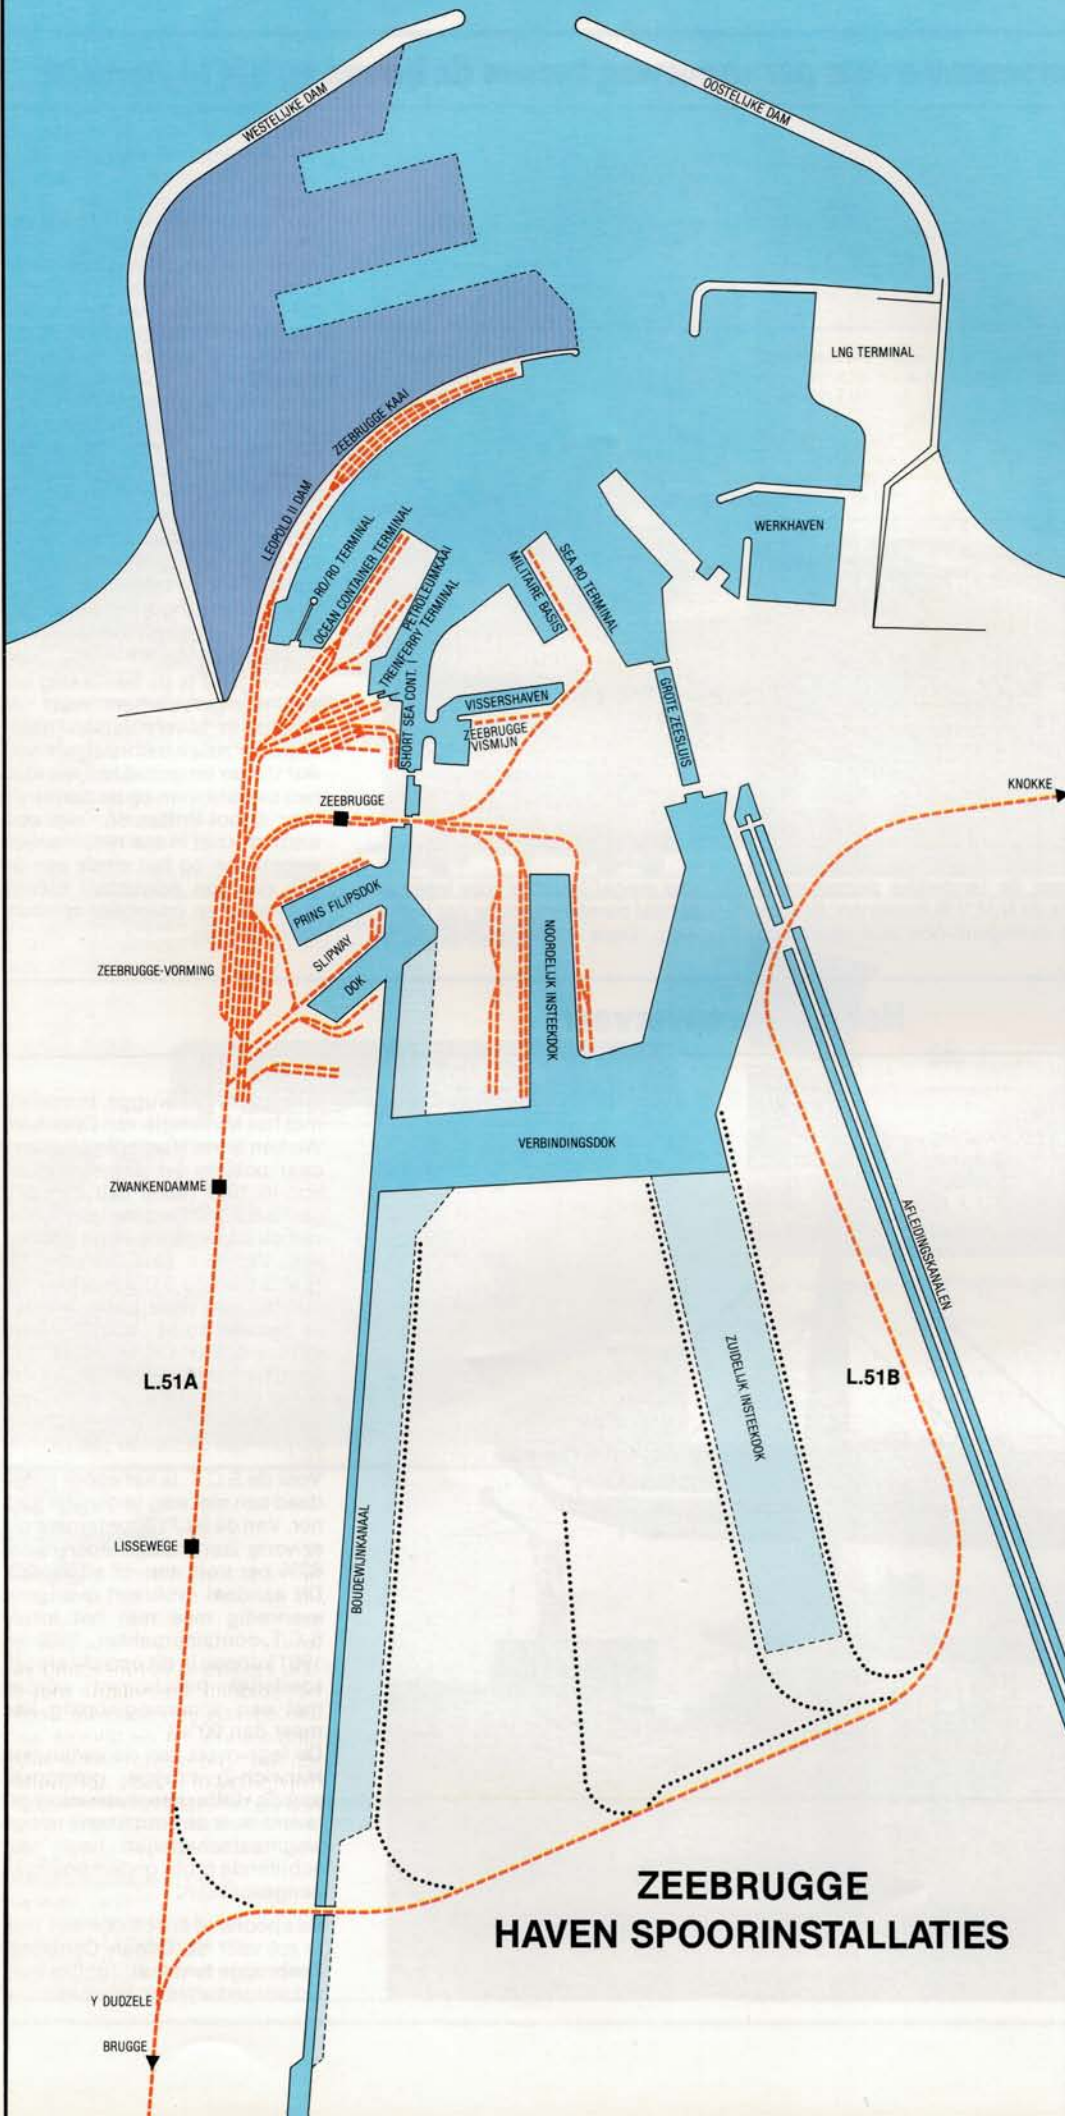 WESTELIJKE DAM
OOSTELIJKE DAM
LNG TERMINAL
ZEEBRUGGE KAAI
LEOPOLD II DAM
RO/RO TERMINAL
OCEAN CONTAINER TERMINAL
PETROLEUMKAAI
TREINFERRY TERMINAL
SHORT SEA CONT.
MILITAIRE BASIS
SEA RO TERMINAL
WERKHAVEN
VISSERSHAVEN
ZEEBRUGGE
VISMIJN
GROTE ZEESLUIS
KNOKKE
ZEEBRUGGE
PRINS FILIPSDOK
SLIPWAY
DOK
ZEEBRUGGE-VORMING
NOORDELIJK INSTEEKDOK
VERBINDINGSDOK
ZWANKENDAMME
AFLEIDINGSKANALEN
ZUIDELIJK INSTEEKDOK
L.51A
L.51B
LISSEWEGE
BOUDEWIJNKANAAL
ZEEBRUGGE
HAVEN SPOORINSTALLATIES
Y DUDZELE
BRUGGE